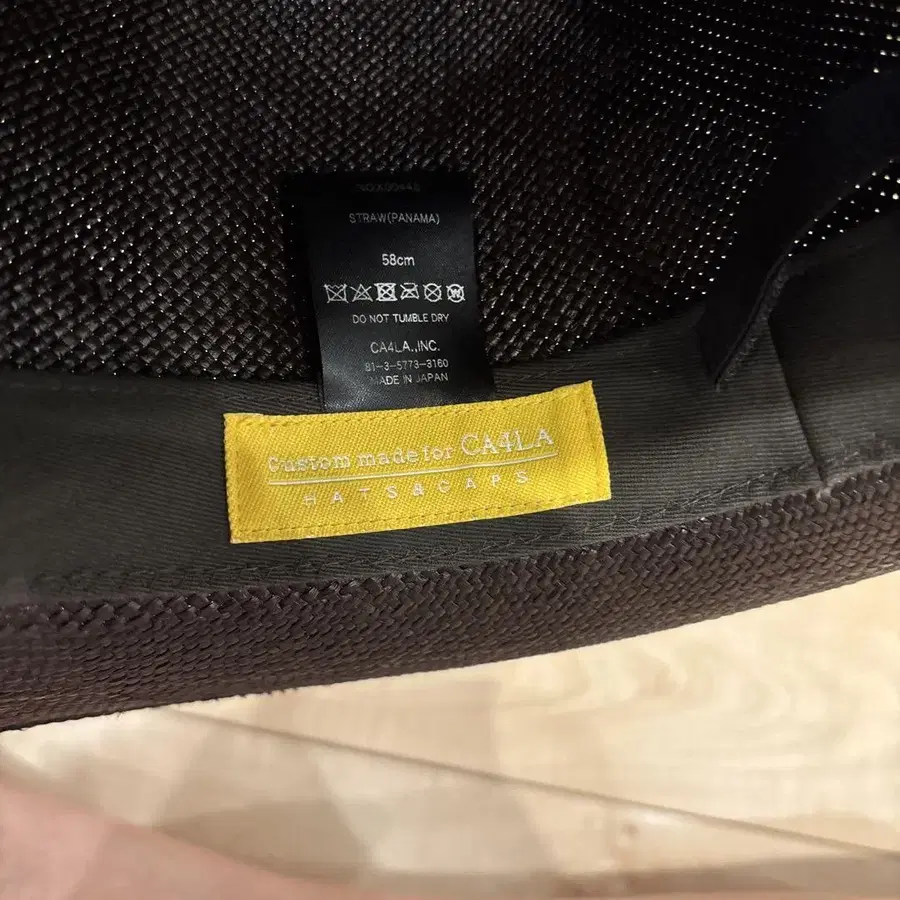 STRAW(PANAMA)
58cm
DO NOT TUMBLE DRY
CA4LA.,INC.
81-3-5773-3160
MADE IN JAPAN
Custom made for CA4LA
HATS&CAPS